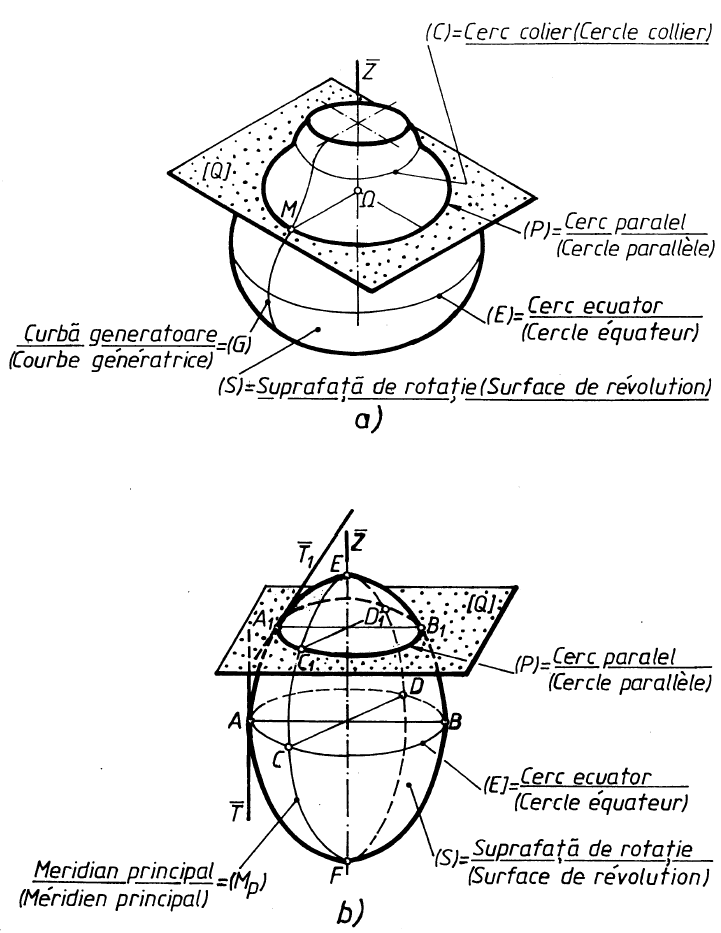 (C)=Cerc colier(Cercle collier)
Z̅
[Q]
Ω
M
(P)=Cerc paralel
(Cercle parallèle)
(E)=Cerc ecuator
(Cercle équateur)
Curbă generatoare
(Courbe génératrice)
=(G)
(S)=Suprafață de rotație(Surface de révolution)
a)
T̅₁
Z̅
E
[Q]
A₁
D₁
B₁
C₁
(P)=Cerc paralel
(Cercle parallèle)
D
A
B
C
(E]=Cerc ecuator
(Cercle équateur)
T̅
(S)=Suprafață de rotație
(Surface de révolution)
Meridian principal
(Méridien principal)
=(Mₚ)
F
b)